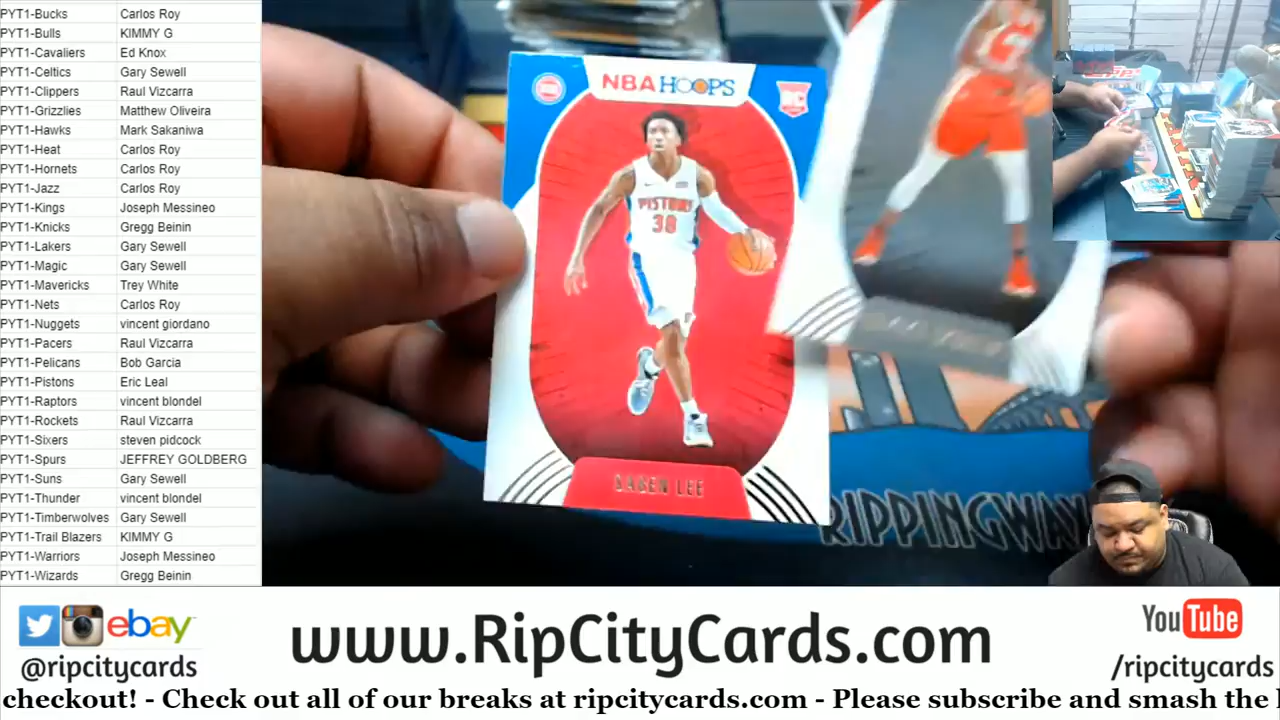 PYT1-Bucks Carlos Roy
PYT1-Bulls KIMMY G
PYT1-Cavaliers Ed Knox
PYT1-Celtics Gary Sewell
PYT1-Clippers Raul Vizcarra
PYT1-Grizzlies Matthew Oliveira
PYT1-Hawks Mark Sakaniwa
PYT1-Heat Carlos Roy
PYT1-Hornets Carlos Roy
PYT1-Jazz Carlos Roy
PYT1-Kings Joseph Messineo
PYT1-Knicks Gregg Beinin
PYT1-Lakers Gary Sewell
PYT1-Magic Gary Sewell
PYT1-Mavericks Trey White
PYT1-Nets Carlos Roy
PYT1-Nuggets vincent giordano
PYT1-Pacers Raul Vizcarra
PYT1-Pelicans Bob Garcia
PYT1-Pistons Eric Leal
PYT1-Raptors vincent blondel
PYT1-Rockets Raul Vizcarra
PYT1-Sixers steven pidcock
PYT1-Spurs JEFFREY GOLDBERG
PYT1-Suns Gary Sewell
PYT1-Thunder vincent blondel
PYT1-Timberwolves Gary Sewell
PYT1-Trail Blazers KIMMY G
PYT1-Warriors Joseph Messineo
PYT1-Wizards Gregg Beinin
NBA HOOPS
RC
PISTONS
38
SABEN LEE
RIPPINGWAX
ebay
@ripcitycards
www.RipCityCards.com
YouTube
/ripcitycards
checkout! - Check out all of our breaks at ripcitycards.com - Please subscribe and smash the